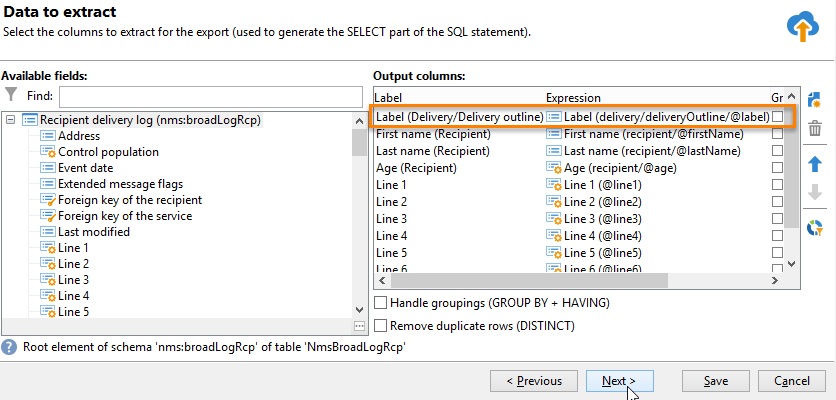 Data to extract
Select the columns to extract for the export (used to generate the SELECT part of the SQL statement).
Available fields:
Find:
Recipient delivery log (nms:broadLogRcp)
Address
Control population
Event date
Extended message flags
Foreign key of the recipient
Foreign key of the service
Last modified
Line 1
Line 2
Line 3
Line 4
Line 5
Output columns:
Label Expression Gr
Label (Delivery/Delivery outline) Label (delivery/deliveryOutline/@label)
First name (Recipient) First name (recipient/@firstName)
Last name (Recipient) Last name (recipient/@lastName)
Age (Recipient) Age (recipient/@age)
Line 1 Line 1 (@line1)
Line 2 Line 2 (@line2)
Line 3 Line 3 (@line3)
Line 4 Line 4 (@line4)
Line 5 Line 5 (@line5)
Line 6 Line 6 (@line6)
Handle groupings (GROUP BY + HAVING)
Remove duplicate rows (DISTINCT)
Root element of schema 'nms:broadLogRcp' of table 'NmsBroadLogRcp'
< Previous Next > Save Cancel